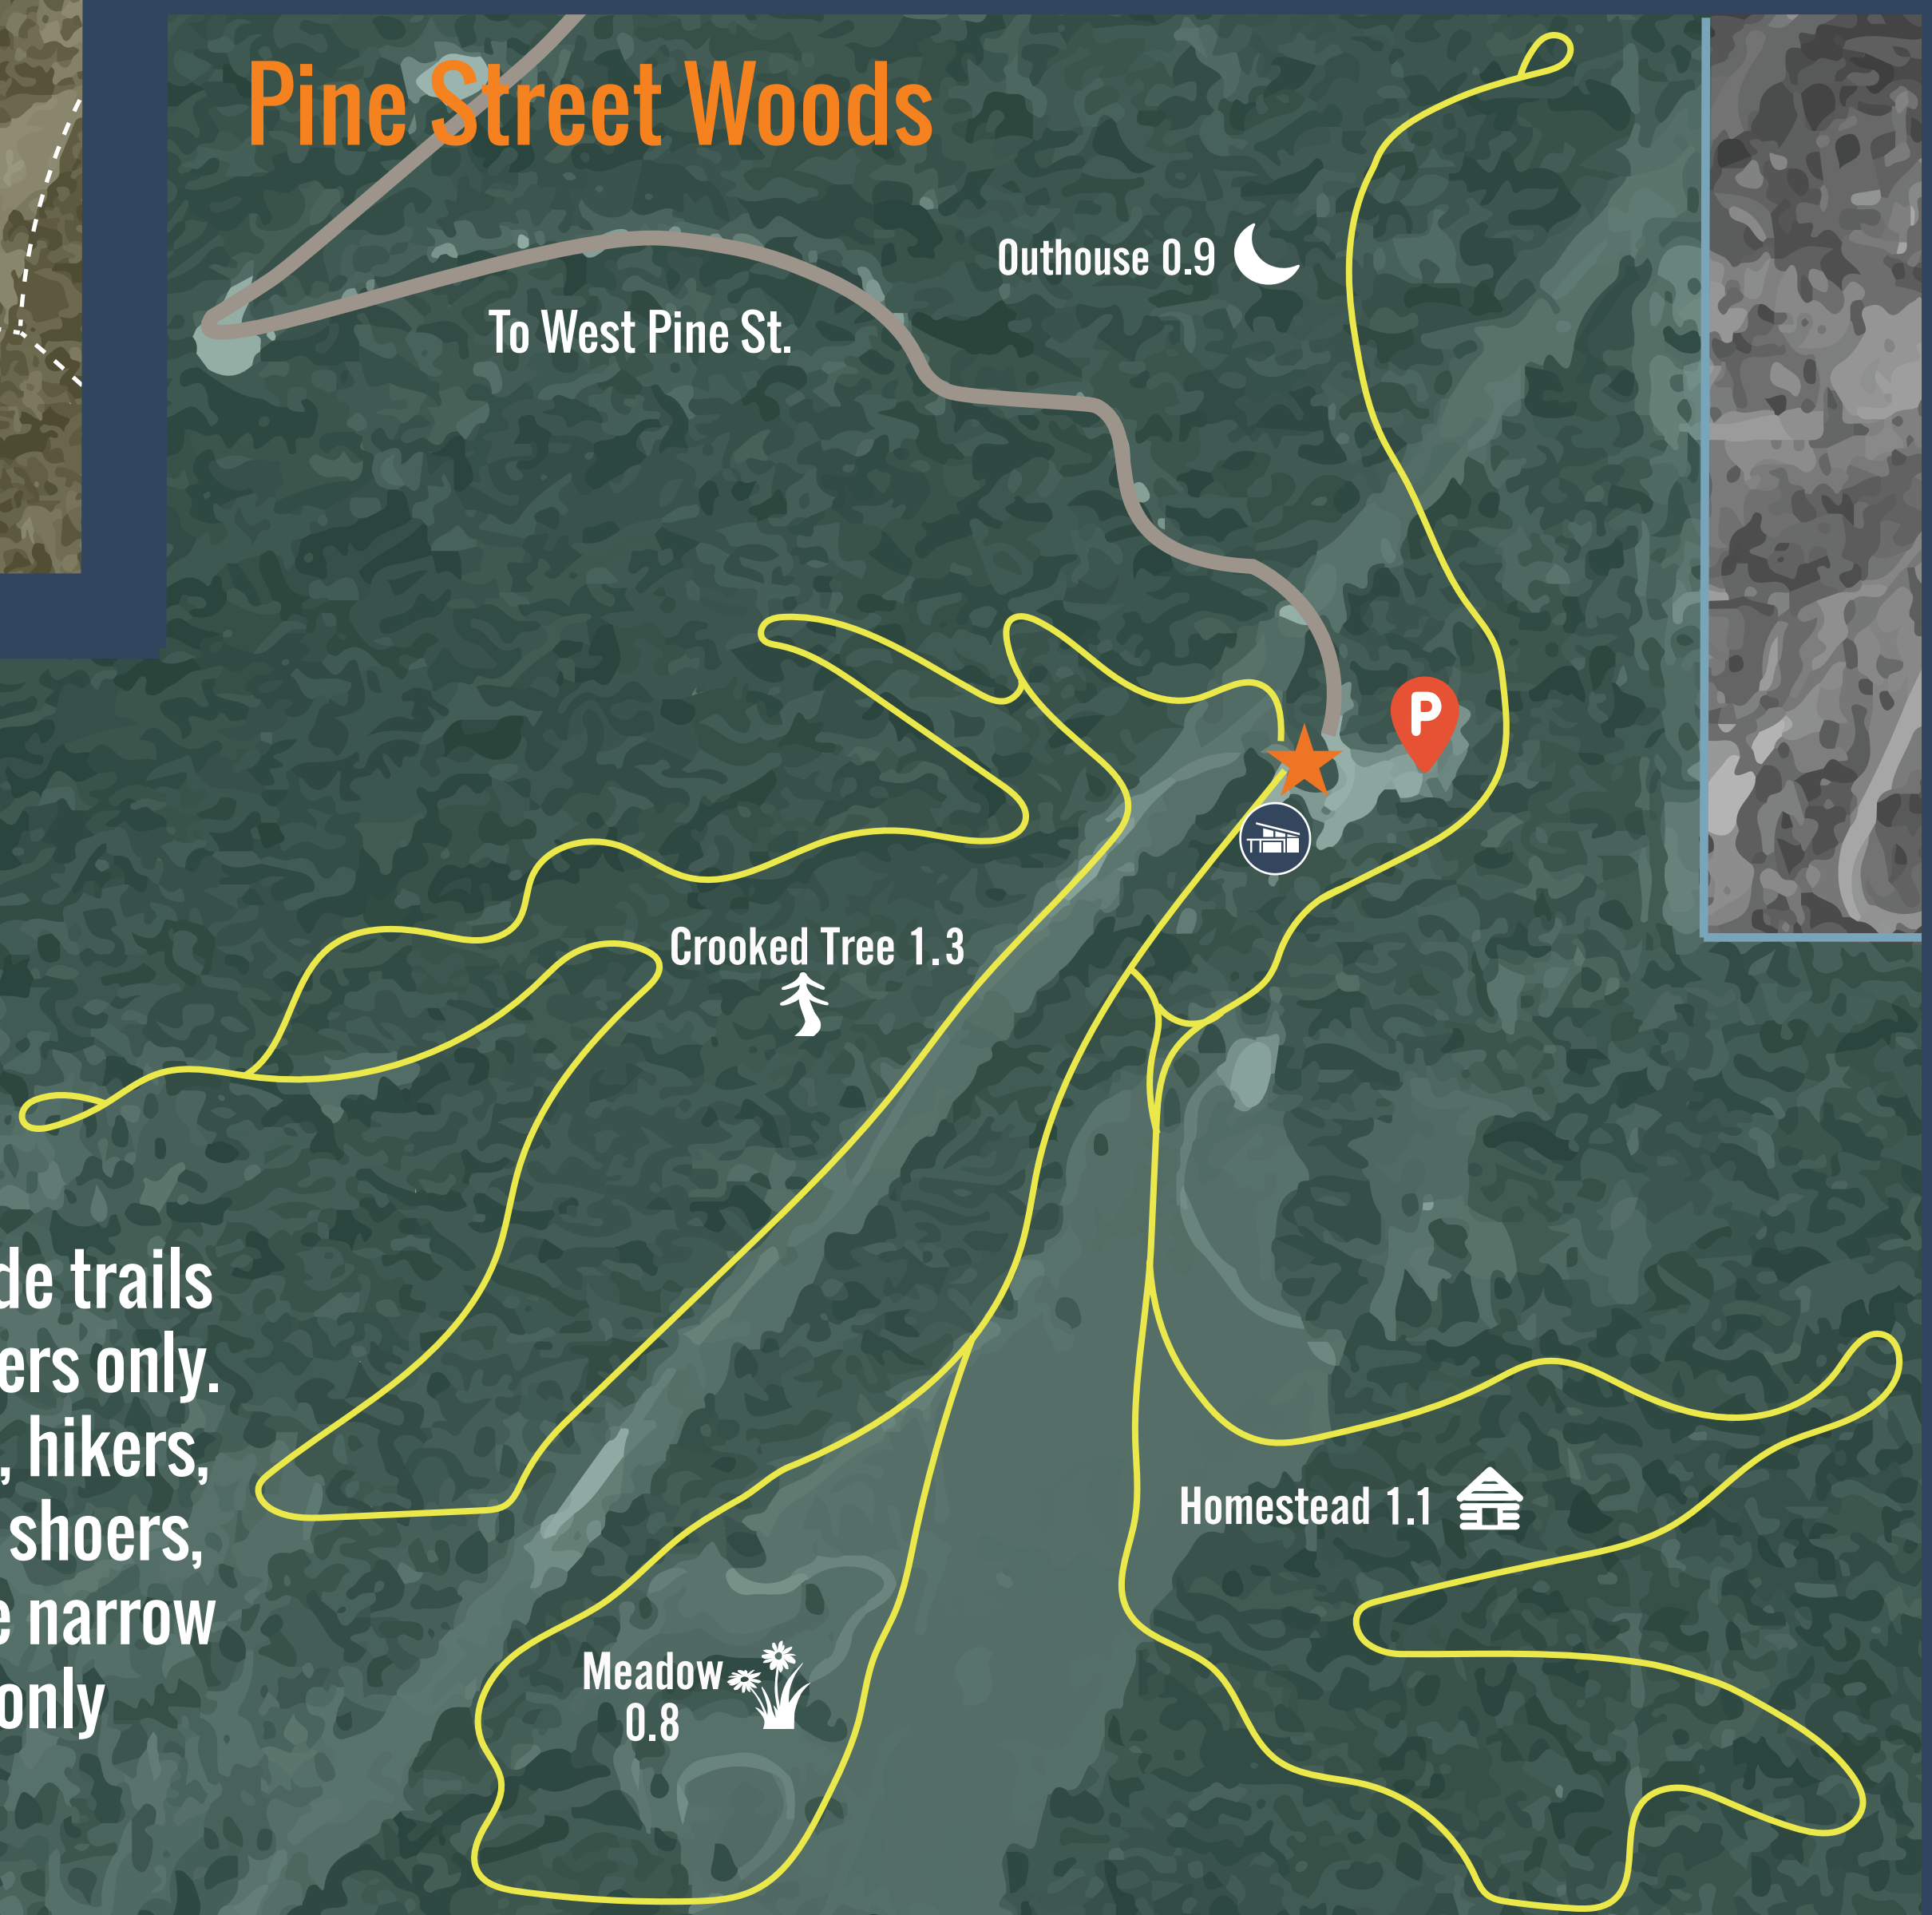 Pine Street Woods
Outhouse 0.9
To West Pine St.
P
Crooked Tree 1.3
de trails
ers only.
, hikers,
shoers,
e narrow
only
Homestead 1.1
Meadow
0.8